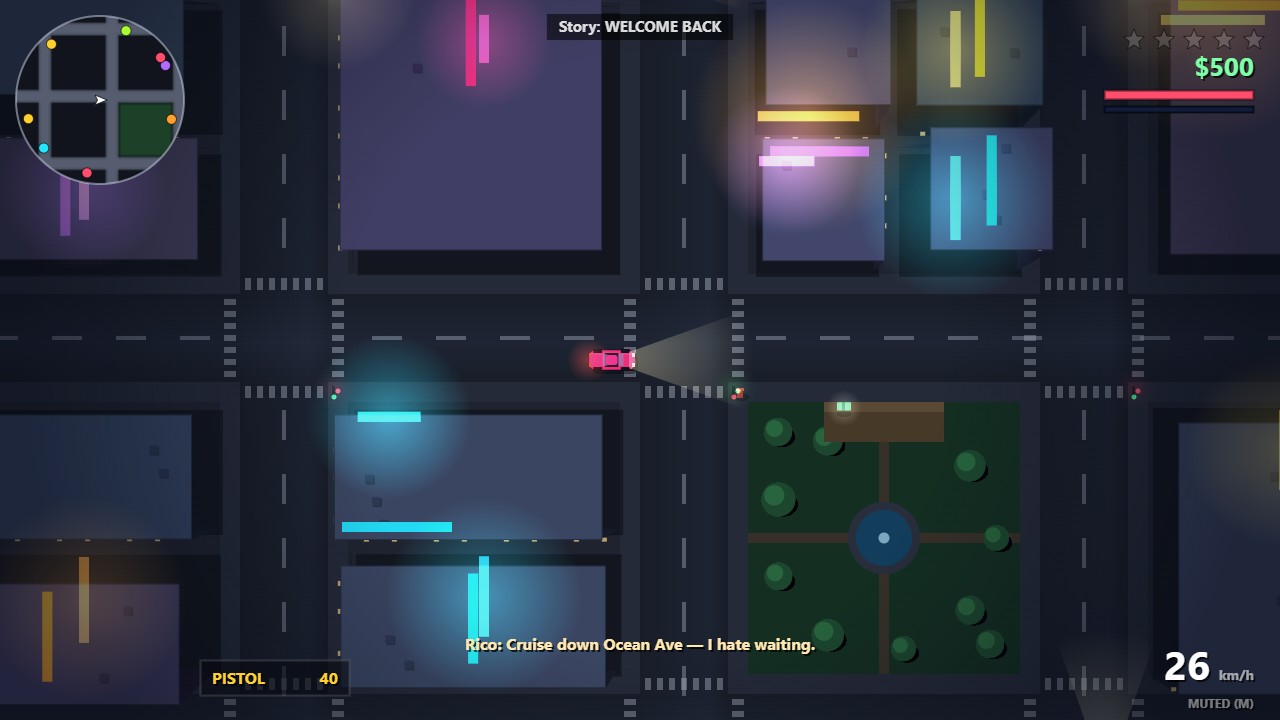 Story: WELCOME BACK
$500
Rico: Cruise down Ocean Ave — I hate waiting.
PISTOL 40
26 km/h
MUTED (M)